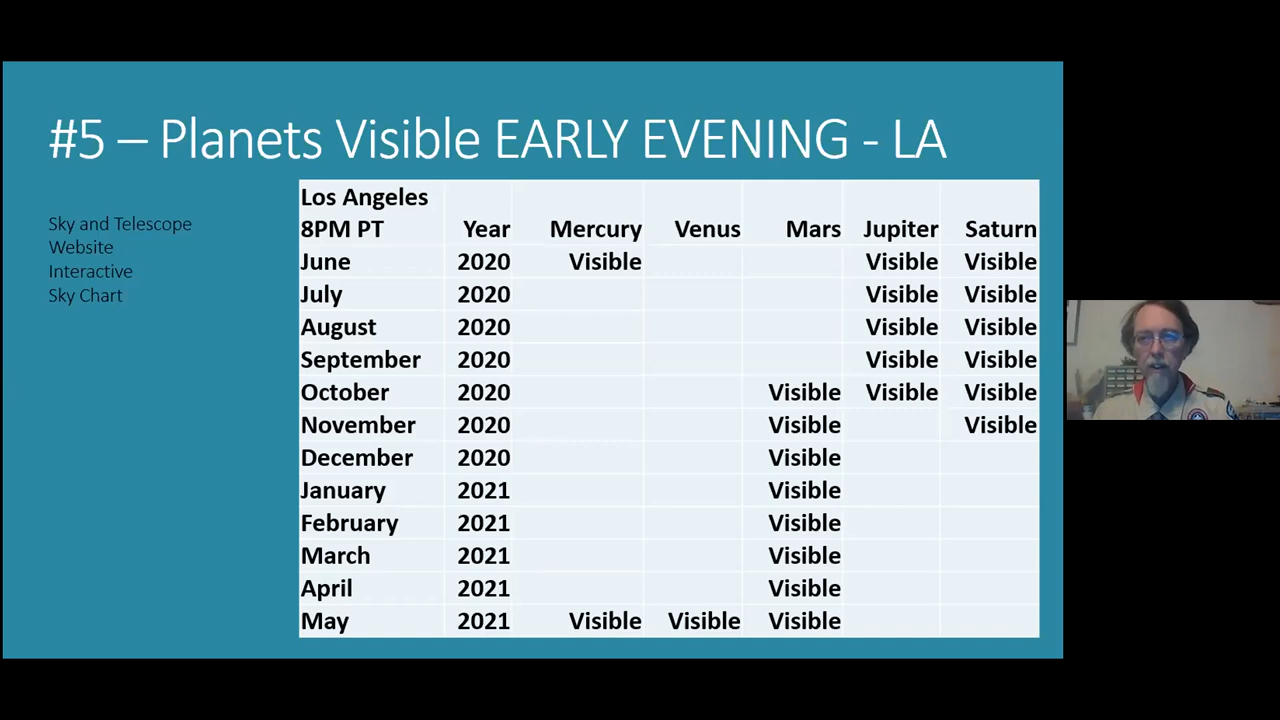 #5 – Planets Visible EARLY EVENING - LA
Sky and Telescope
Website
Interactive
Sky Chart
Los Angeles
8PM PT Year Mercury Venus Mars Jupiter Saturn
June 2020 Visible Visible Visible
July 2020 Visible Visible
August 2020 Visible Visible
September 2020 Visible Visible
October 2020 Visible Visible Visible
November 2020 Visible Visible
December 2020 Visible
January 2021 Visible
February 2021 Visible
March 2021 Visible
April 2021 Visible
May 2021 Visible Visible Visible